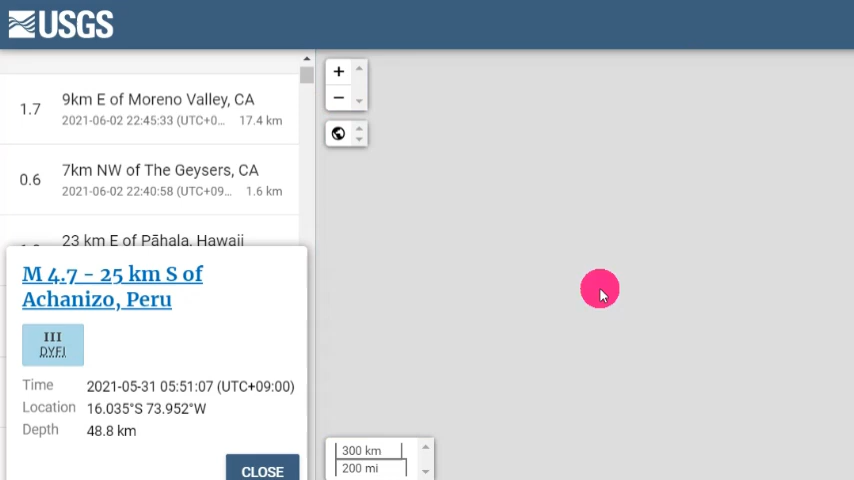 USGS
1.7
9km E of Moreno Valley, CA
2021-06-02 22:45:33 (UTC+0... 17.4 km
0.6
7km NW of The Geysers, CA
2021-06-02 22:40:58 (UTC+09... 1.6 km
23 km E of Pāhala, Hawaii
M 4.7 - 25 km S of
Achanizo, Peru
III
DYFI
Time 2021-05-31 05:51:07 (UTC+09:00)
Location 16.035°S 73.952°W
Depth 48.8 km
CLOSE
+
−
300 km
200 mi